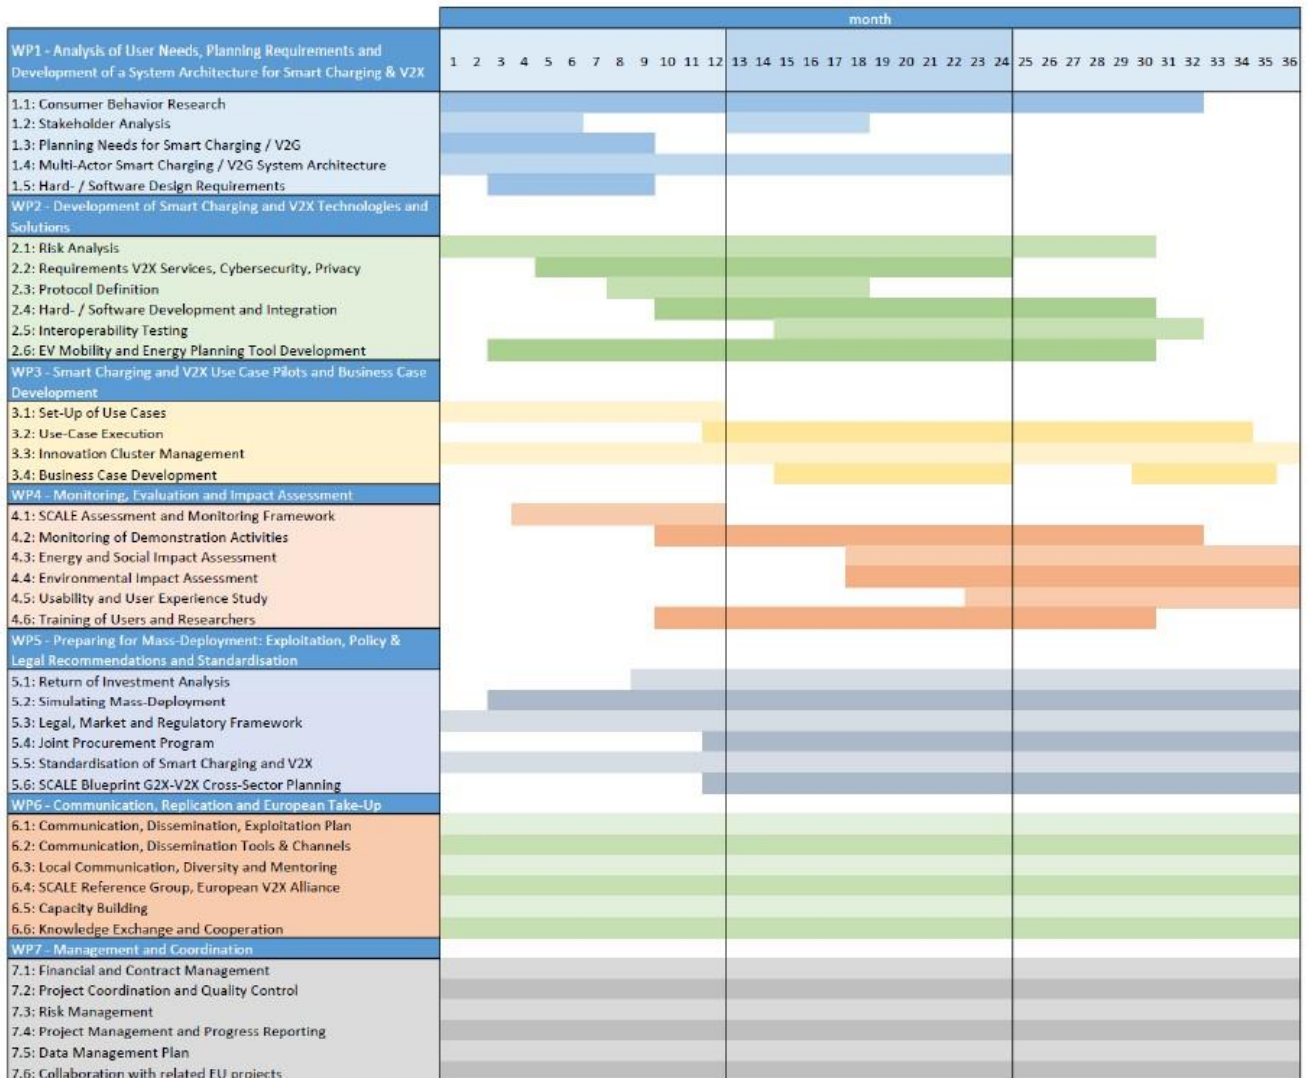 month
WP1 - Analysis of User Needs, Planning Requirements and
Development of a System Architecture for Smart Charging & V2X
1 2 3 4 5 6 7 8 9 10 11 12 13 14 15 16 17 18 19 20 21 22 23 24 25 26 27 28 29 30 31 32 33 34 35 36
1.1: Consumer Behavior Research
1.2: Stakeholder Analysis
1.3: Planning Needs for Smart Charging / V2G
1.4: Multi-Actor Smart Charging / V2G System Architecture
1.5: Hard- / Software Design Requirements
WP2 - Development of Smart Charging and V2X Technologies and
Solutions
2.1: Risk Analysis
2.2: Requirements V2X Services, Cybersecurity, Privacy
2.3: Protocol Definition
2.4: Hard- / Software Development and Integration
2.5: Interoperability Testing
2.6: EV Mobility and Energy Planning Tool Development
WP3 - Smart Charging and V2X Use Case Pilots and Business Case
Development
3.1: Set-Up of Use Cases
3.2: Use-Case Execution
3.3: Innovation Cluster Management
3.4: Business Case Development
WP4 - Monitoring, Evaluation and Impact Assessment
4.1: SCALE Assessment and Monitoring Framework
4.2: Monitoring of Demonstration Activities
4.3: Energy and Social Impact Assessment
4.4: Environmental Impact Assessment
4.5: Usability and User Experience Study
4.6: Training of Users and Researchers
WP5 - Preparing for Mass-Deployment: Exploitation, Policy &
Legal Recommendations and Standardisation
5.1: Return of Investment Analysis
5.2: Simulating Mass-Deployment
5.3: Legal, Market and Regulatory Framework
5.4: Joint Procurement Program
5.5: Standardisation of Smart Charging and V2X
5.6: SCALE Blueprint G2X-V2X Cross-Sector Planning
WP6 - Communication, Replication and European Take-Up
6.1: Communication, Dissemination, Exploitation Plan
6.2: Communication, Dissemination Tools & Channels
6.3: Local Communication, Diversity and Mentoring
6.4: SCALE Reference Group, European V2X Alliance
6.5: Capacity Building
6.6: Knowledge Exchange and Cooperation
WP7 - Management and Coordination
7.1: Financial and Contract Management
7.2: Project Coordination and Quality Control
7.3: Risk Management
7.4: Project Management and Progress Reporting
7.5: Data Management Plan
7.6: Collaboration with related EU projects